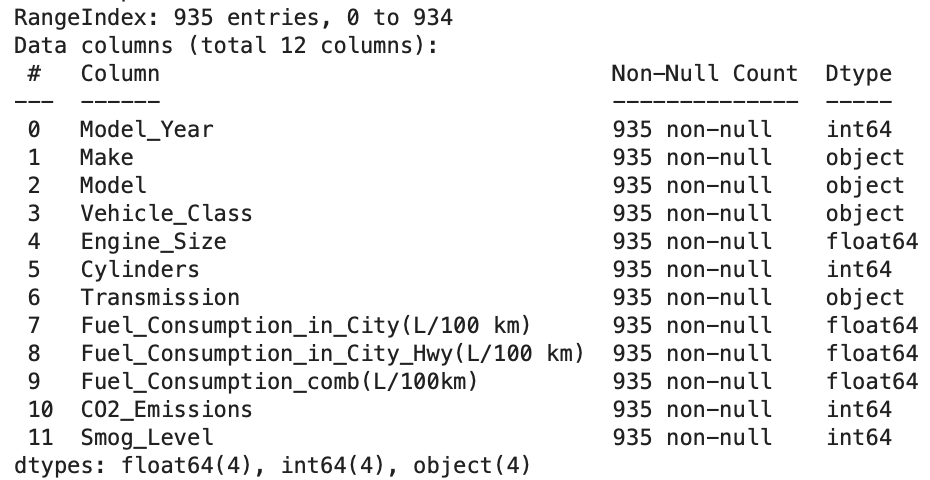 RangeIndex: 935 entries, 0 to 934
Data columns (total 12 columns):
 #   Column                               Non-Null Count  Dtype
---  ------                               --------------  -----
 0   Model_Year                           935 non-null    int64
 1   Make                                 935 non-null    object
 2   Model                                935 non-null    object
 3   Vehicle_Class                        935 non-null    object
 4   Engine_Size                          935 non-null    float64
 5   Cylinders                            935 non-null    int64
 6   Transmission                         935 non-null    object
 7   Fuel_Consumption_in_City(L/100 km)   935 non-null    float64
 8   Fuel_Consumption_in_City_Hwy(L/100 km)  935 non-null    float64
 9   Fuel_Consumption_comb(L/100km)       935 non-null    float64
 10  CO2_Emissions                        935 non-null    int64
 11  Smog_Level                           935 non-null    int64
dtypes: float64(4), int64(4), object(4)